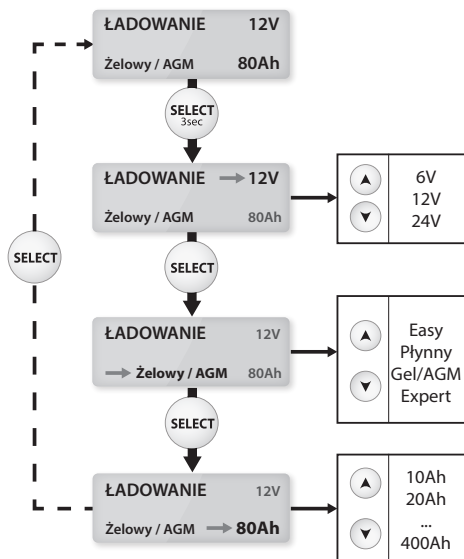 ŁADOWANIE 12V
Żelowy / AGM 80Ah
SELECT
3sec
ŁADOWANIE 12V
Żelowy / AGM 80Ah
6V
12V
24V
SELECT
SELECT
ŁADOWANIE 12V
Żelowy / AGM 80Ah
Easy
Płynny
Gel/AGM
Expert
SELECT
ŁADOWANIE 12V
Żelowy / AGM 80Ah
10Ah
20Ah
...
400Ah